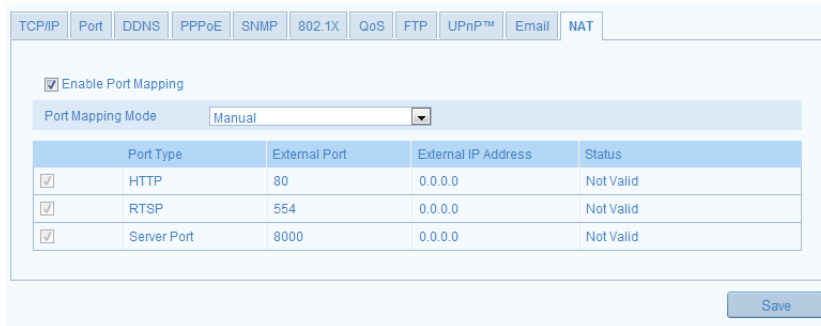 TCP/IP Port DDNS PPPoE SNMP 802.1X QoS FTP UPnP™ Email NAT
Enable Port Mapping
Port Mapping Mode Manual
Port Type External Port External IP Address Status
HTTP 80 0.0.0.0 Not Valid
RTSP 554 0.0.0.0 Not Valid
Server Port 8000 0.0.0.0 Not Valid
Save